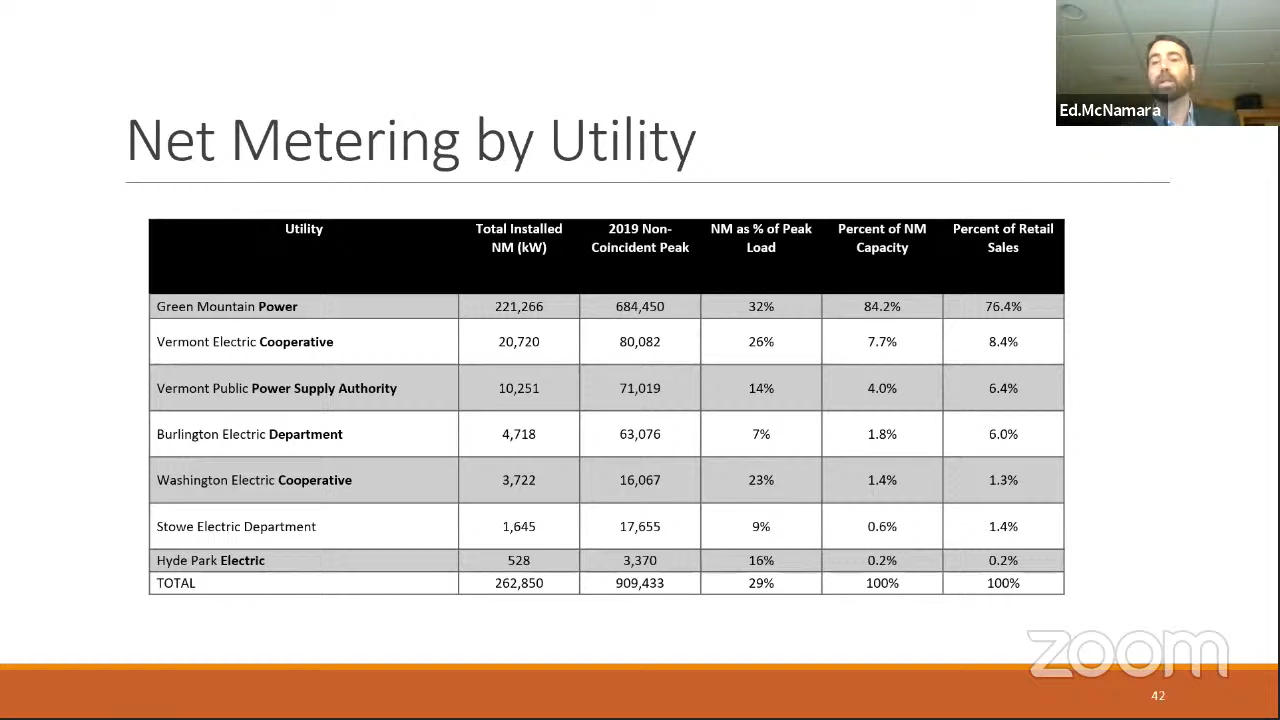 Ed.McNamara
Net Metering by Utility
Utility Total Installed NM (kW) 2019 Non-Coincident Peak NM as % of Peak Load Percent of NM Capacity Percent of Retail Sales
Green Mountain Power 221,266 684,450 32% 84.2% 76.4%
Vermont Electric Cooperative 20,720 80,082 26% 7.7% 8.4%
Vermont Public Power Supply Authority 10,251 71,019 14% 4.0% 6.4%
Burlington Electric Department 4,718 63,076 7% 1.8% 6.0%
Washington Electric Cooperative 3,722 16,067 23% 1.4% 1.3%
Stowe Electric Department 1,645 17,655 9% 0.6% 1.4%
Hyde Park Electric 528 3,370 16% 0.2% 0.2%
TOTAL 262,850 909,433 29% 100% 100%
zoom
42